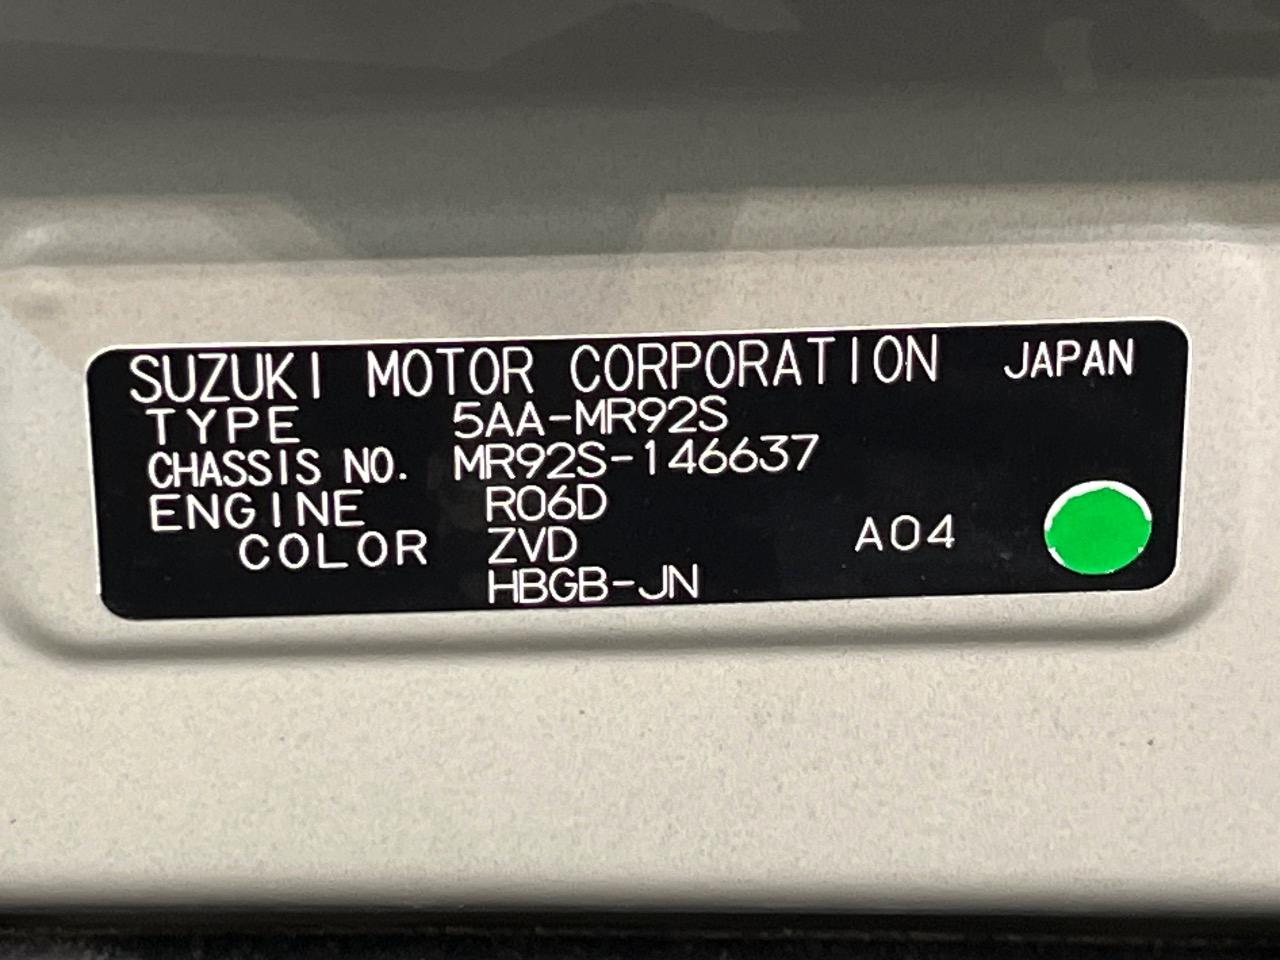 SUZUKI MOTOR CORPORATION JAPAN
TYPE 5AA-MR92S
CHASSIS NO. MR92S-146637
ENGINE R06D
COLOR ZVD A04
HBGB-JN